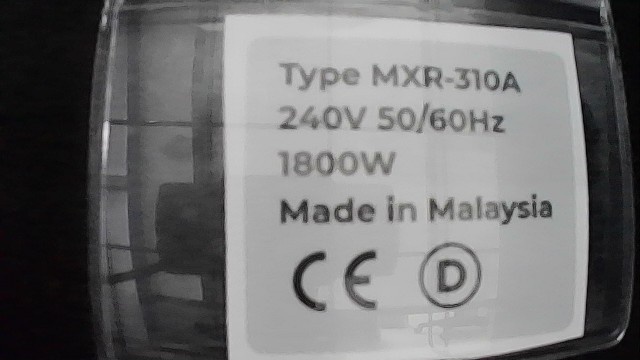 Type MXR-310A
240V 50/60Hz
1800W
Made in Malaysia
CE D